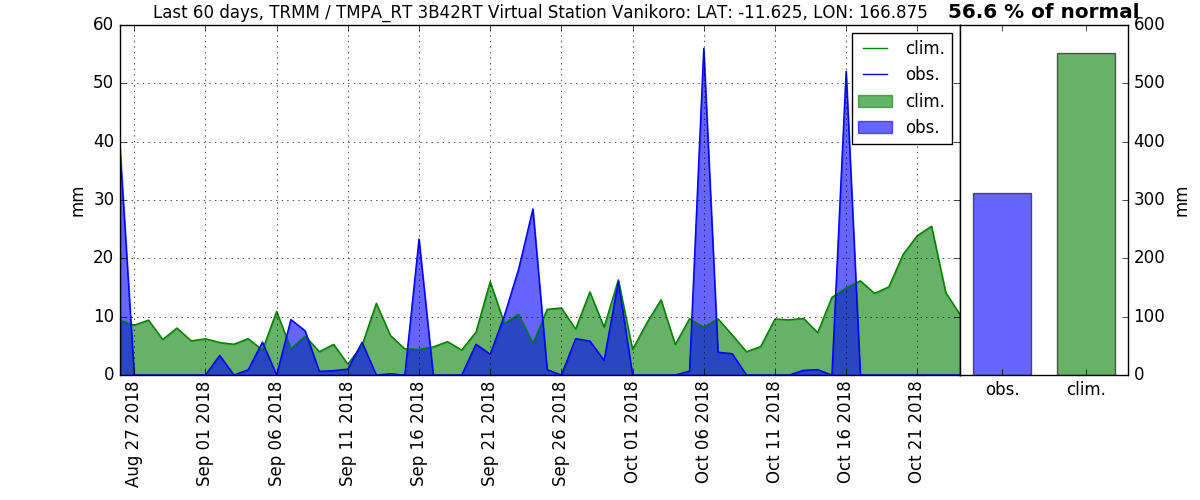 Last 60 days, TRMM / TMPA_RT 3B42RT Virtual Station Vanikoro: LAT: -11.625, LON: 166.875
56.6 % of normal
60
50
40
30
20
10
0
mm
clim.
obs.
clim.
obs.
Aug 27 2018
Sep 01 2018
Sep 06 2018
Sep 11 2018
Sep 16 2018
Sep 21 2018
Sep 26 2018
Oct 01 2018
Oct 06 2018
Oct 11 2018
Oct 16 2018
Oct 21 2018
600
500
400
300
200
100
0
mm
obs.
clim.